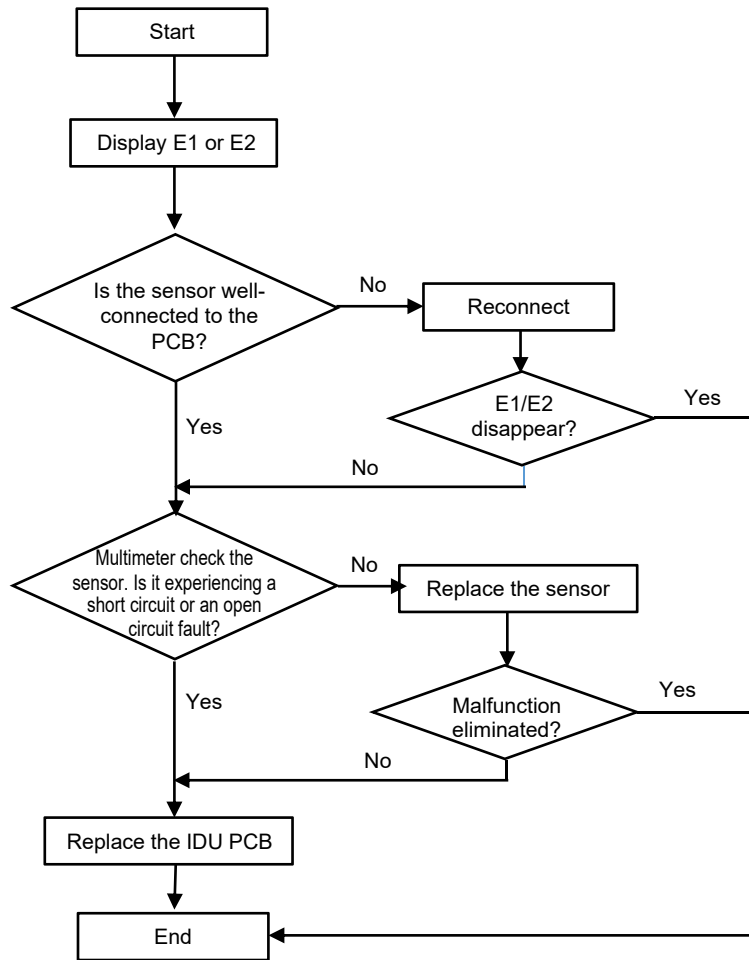 Start
Display E1 or E2
Is the sensor well-
connected to the
PCB?
No
Reconnect
E1/E2
disappear?
Yes
Yes
No
Multimeter check the
sensor. Is it experiencing a
short circuit or an open
circuit fault?
No
Replace the sensor
Yes
Malfunction
eliminated?
Yes
No
Replace the IDU PCB
End